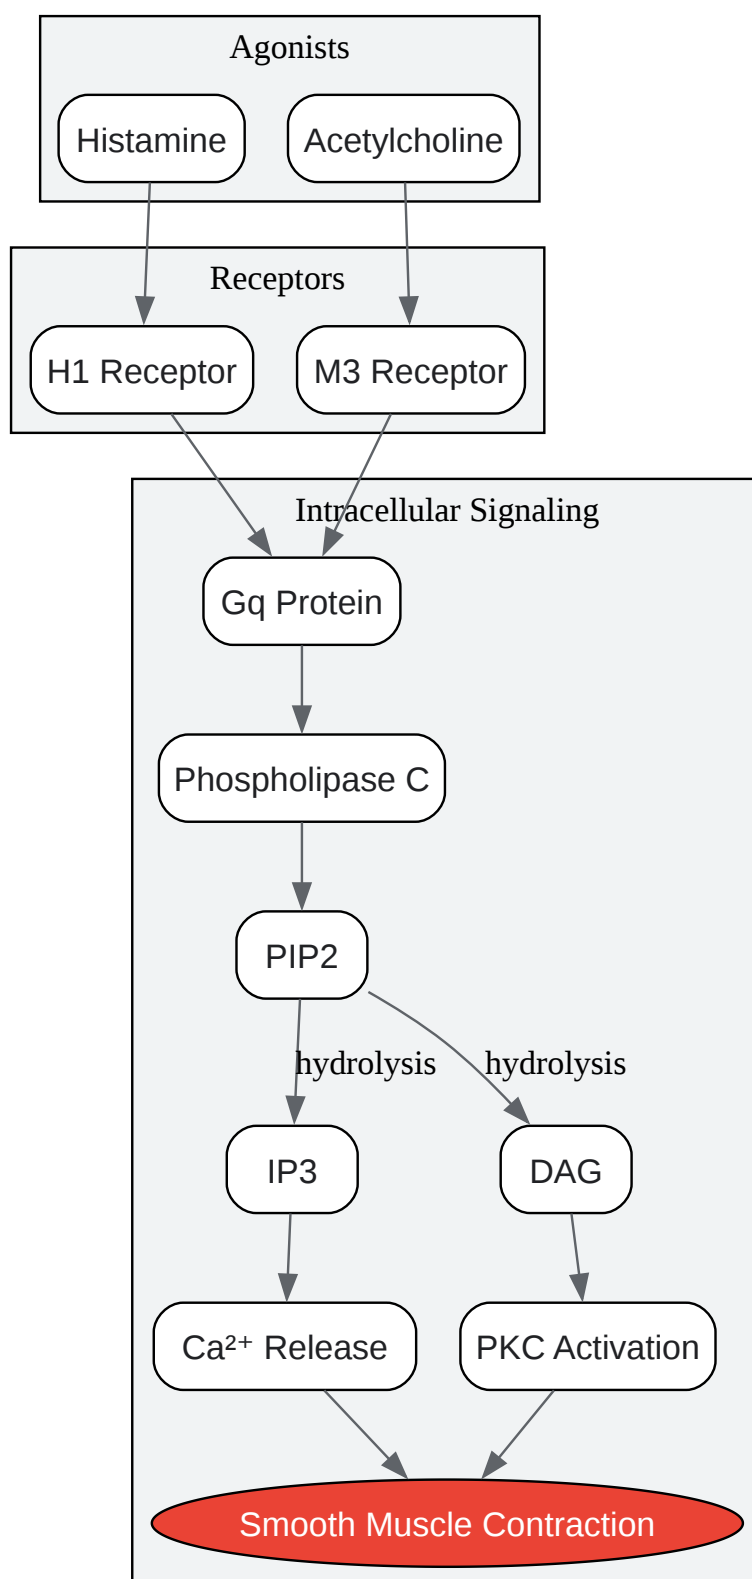 Agonists
Histamine
Acetylcholine
Receptors
H1 Receptor
M3 Receptor
Intracellular Signaling
Gq Protein
Phospholipase C
PIP2
hydrolysis
hydrolysis
IP3
DAG
Ca²⁺ Release
PKC Activation
Smooth Muscle Contraction